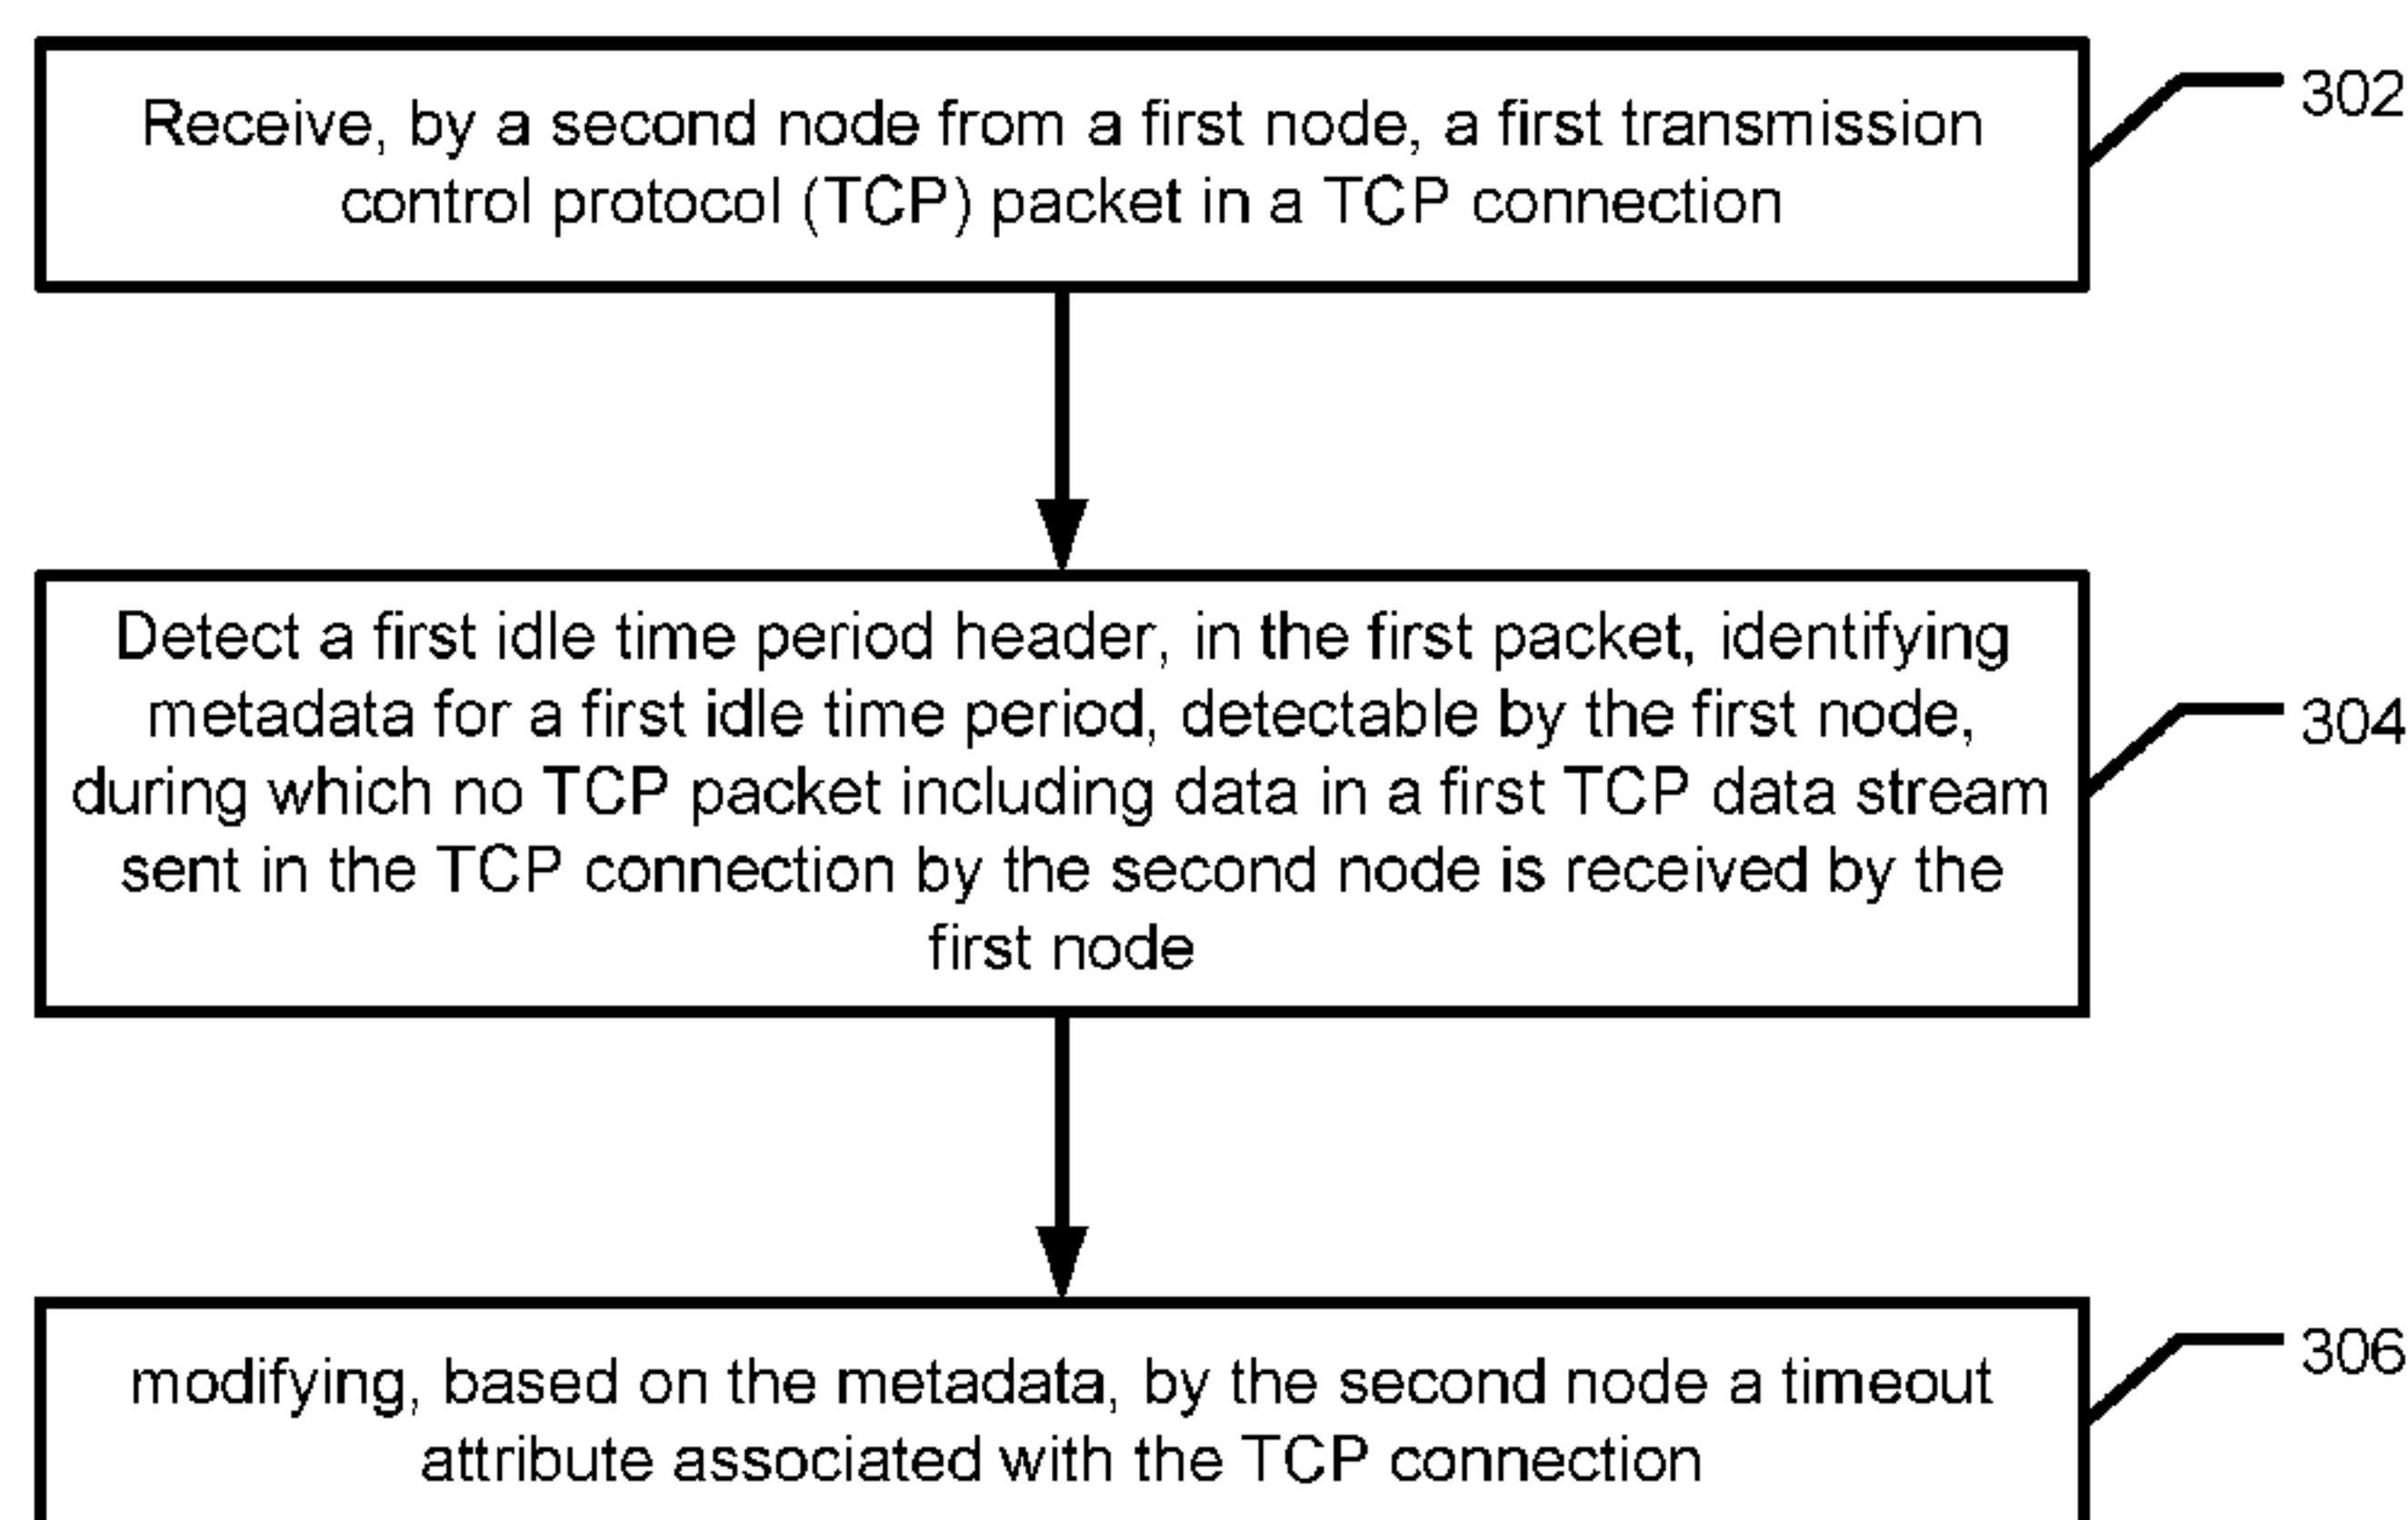 Receive, by a second node from a first node, a first transmission
control protocol (TCP) packet in a TCP connection
302
Detect a first idle time period header, in the first packet, identifying
metadata for a first idle time period, detectable by the first node,
during which no TCP packet including data in a first TCP data stream
sent in the TCP connection by the second node is received by the
first node
304
modifying, based on the metadata, by the second node a timeout
attribute associated with the TCP connection
306